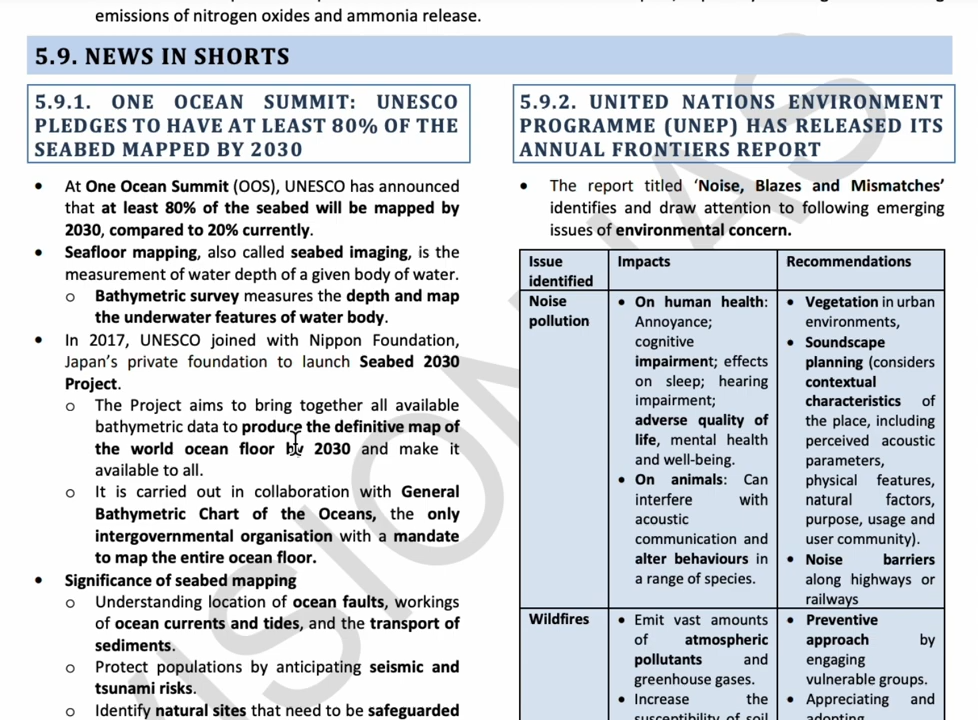 emissions of nitrogen oxides and ammonia release.
5.9. NEWS IN SHORTS
5.9.1. ONE OCEAN SUMMIT: UNESCO
PLEDGES TO HAVE AT LEAST 80% OF THE
SEABED MAPPED BY 2030
• At One Ocean Summit (OOS), UNESCO has announced
that at least 80% of the seabed will be mapped by
2030, compared to 20% currently.
• Seafloor mapping, also called seabed imaging, is the
measurement of water depth of a given body of water.
o Bathymetric survey measures the depth and map
the underwater features of water body.
• In 2017, UNESCO joined with Nippon Foundation,
Japan's private foundation to launch Seabed 2030
Project.
o The Project aims to bring together all available
bathymetric data to produce the definitive map of
the world ocean floor by 2030 and make it
available to all.
o It is carried out in collaboration with General
Bathymetric Chart of the Oceans, the only
intergovernmental organisation with a mandate
to map the entire ocean floor.
• Significance of seabed mapping
o Understanding location of ocean faults, workings
of ocean currents and tides, and the transport of
sediments.
o Protect populations by anticipating seismic and
tsunami risks.
o Identify natural sites that need to be safeguarded
5.9.2. UNITED NATIONS ENVIRONMENT
PROGRAMME (UNEP) HAS RELEASED ITS
ANNUAL FRONTIERS REPORT
• The report titled 'Noise, Blazes and Mismatches'
identifies and draw attention to following emerging
issues of environmental concern.
Issue
identified
Impacts
Recommendations
Noise
pollution
• On human health:
Annoyance;
cognitive
impairment; effects
on sleep; hearing
impairment;
adverse quality of
life, mental health
and well-being.
• On animals: Can
interfere with
acoustic
communication and
alter behaviours in
a range of species.
• Vegetation in urban
environments,
• Soundscape
planning (considers
contextual
characteristics of
the place, including
perceived acoustic
parameters,
physical features,
natural factors,
purpose, usage and
user community).
• Noise barriers
along highways or
railways
Wildfires
• Emit vast amounts
of atmospheric
pollutants and
greenhouse gases.
• Increase the
susceptibility of soil
• Preventive
approach by
engaging
vulnerable groups.
• Appreciating and
adopting